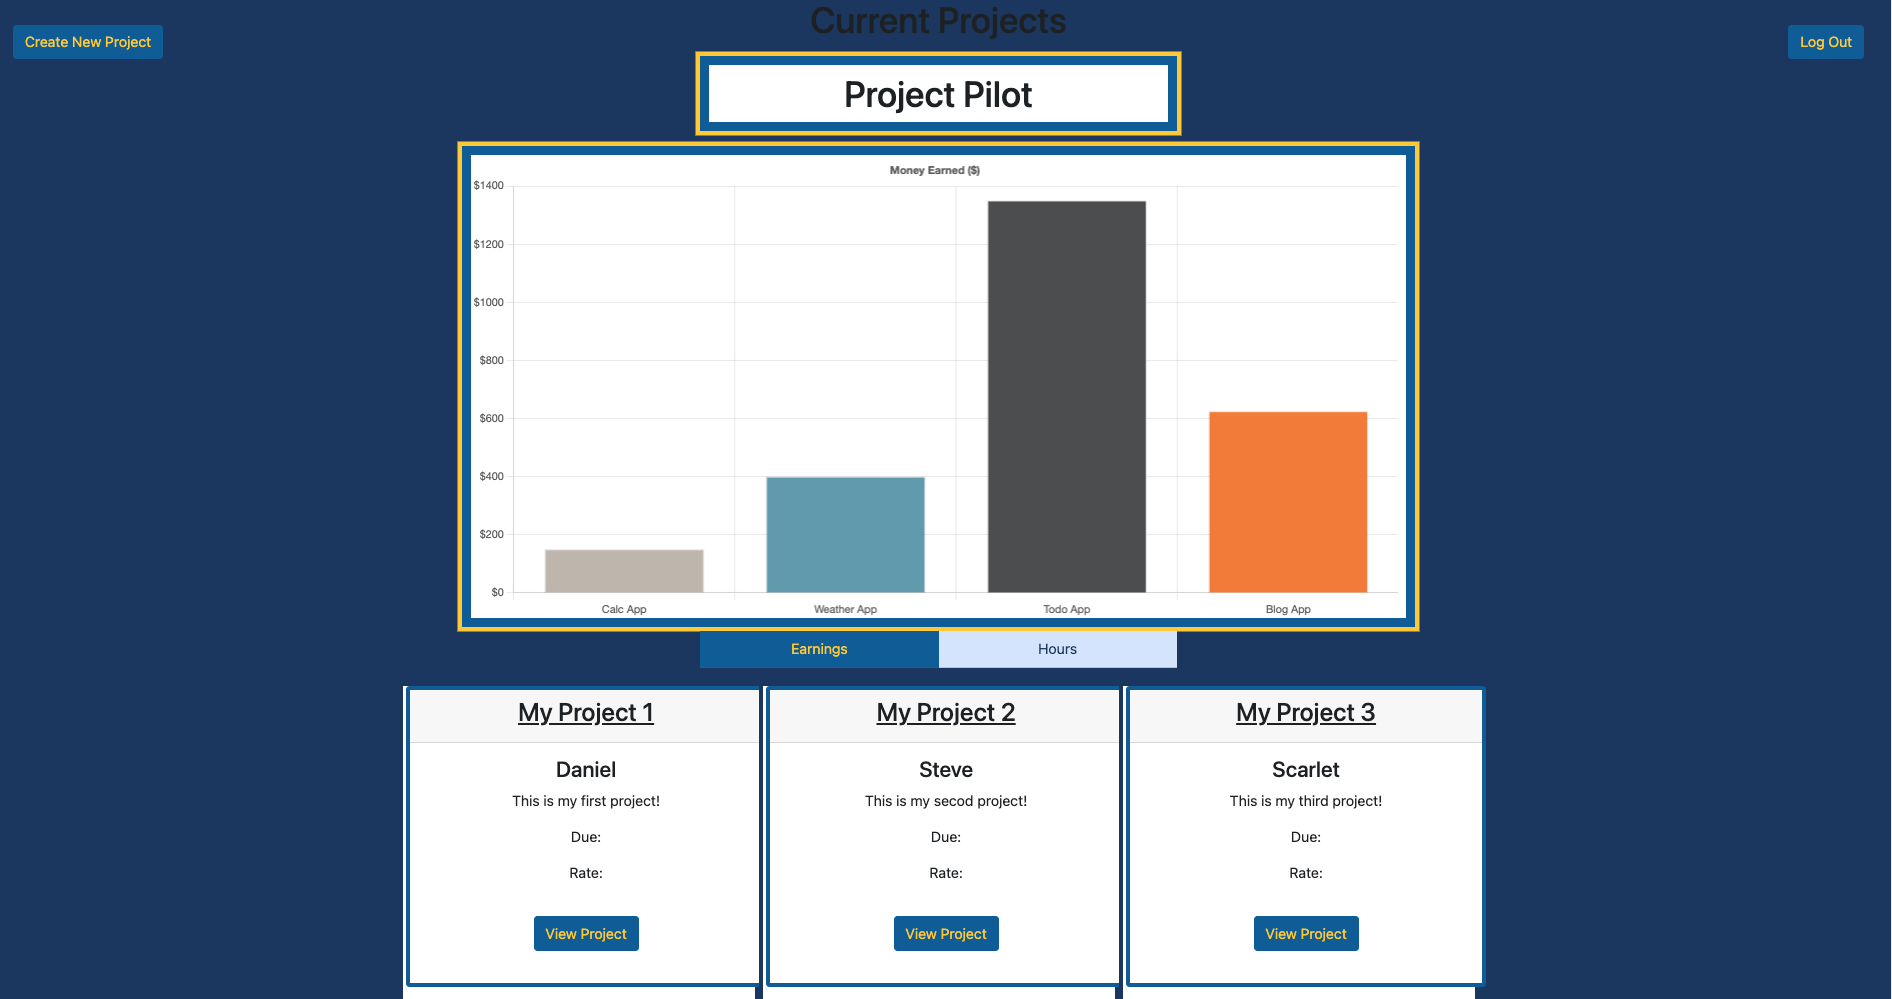 Current Projects
Create New Project
Log Out
Project Pilot
Money Earned ($)
$1400
$1200
$1000
$800
$600
$400
$200
$0
Calc App
Weather App
Todo App
Blog App
Earnings
Hours
My Project 1
Daniel
This is my first project!
Due:
Rate:
View Project
My Project 2
Steve
This is my secod project!
Due:
Rate:
View Project
My Project 3
Scarlet
This is my third project!
Due:
Rate:
View Project